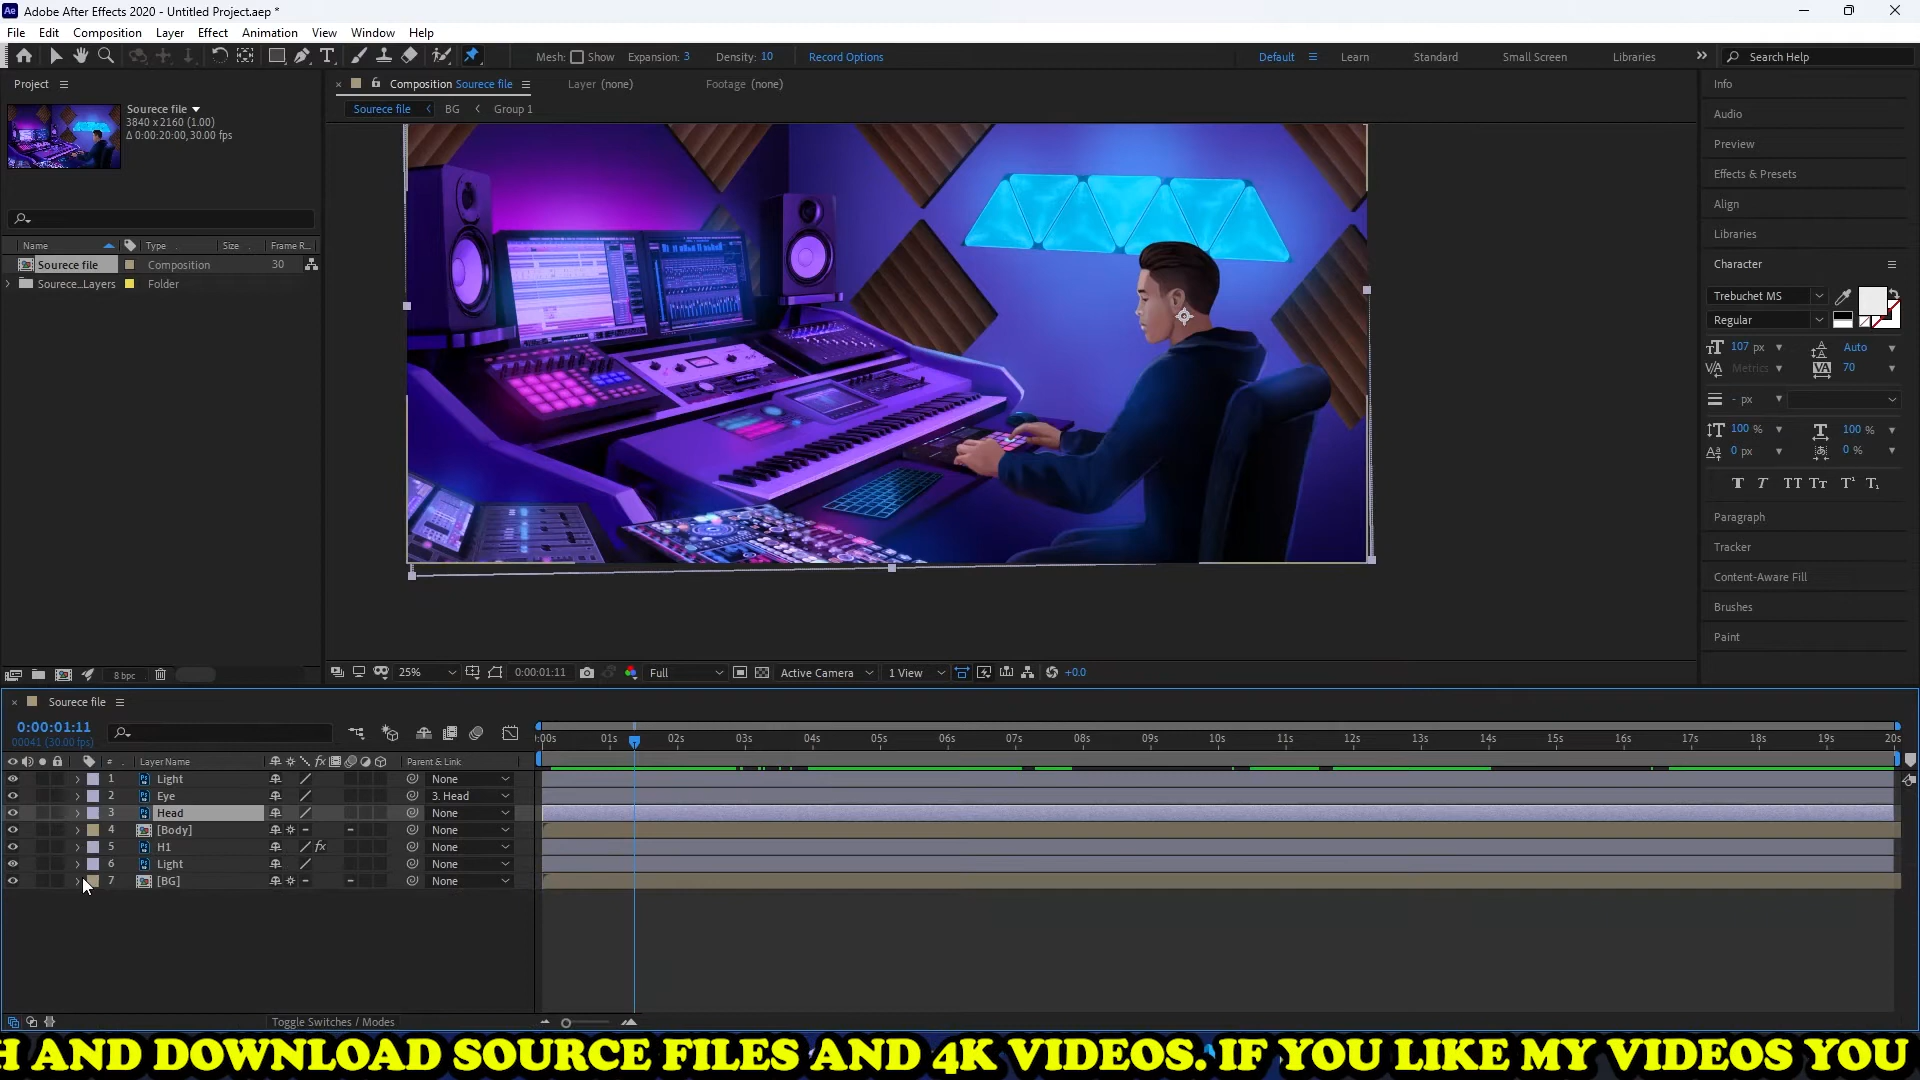 Ae Adobe After Effects 2020 - Untitled Project.aep *
File Edit Composition Layer Effect Animation View Window Help
Mesh: Show Expansion: 3 Density: 10 Record Options Default Learn Standard Small Screen Libraries Search Help
Project
Composition Sourece file Layer (none) Footage (none)
Sourece file BG Group 1
Sourece file
3840 x 2160 (1.00)
Δ 0:00:20:00, 30.00 fps
Name Type Size Frame R...
Sourece file Composition 30
Sourece...Layers Folder
Info
Audio
Preview
Effects & Presets
Align
Libraries
Character
Trebuchet MS
Regular
107 px Auto
Metrics 70
- px
100 % 100 %
0 px 0 %
T T TT Tт T¹ T₁
Paragraph
Tracker
Content-Aware Fill
Brushes
Paint
8 bpc 25% 0:00:01:11 Full Active Camera 1 View +0.0
Sourece file
0:00:01:11
00041 (30.00 fps)
:00s 01s 02s 03s 04s 05s 06s 07s 08s 09s 10s 11s 12s 13s 14s 15s 16s 17s 18s 19s 20s
# Layer Name Parent & Link
1 Light None
2 Eye 3. Head
3 Head None
4 [Body] None
5 H1 fx None
6 Light None
7 [BG] None
Toggle Switches / Modes
H AND DOWNLOAD SOURCE FILES AND 4K VIDEOS. IF YOU LIKE MY VIDEOS YOU